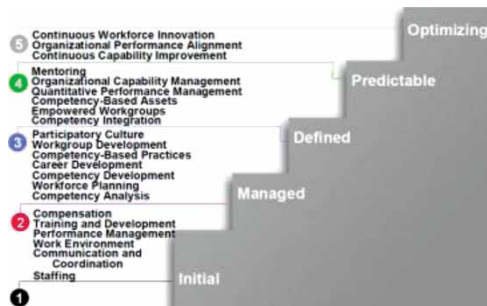 Optimizing
5
Continuous Workforce Innovation
Organizational Performance Alignment
Continuous Capability Improvement
Predictable
4
Mentoring
Organizational Capability Management
Quantitative Performance Management
Competency-Based Assets
Empowered Workgroups
Competency Integration
Defined
3
Participatory Culture
Workgroup Development
Competency-Based Practices
Career Development
Competency Development
Workforce Planning
Competency Analysis
Managed
2
Compensation
Training and Development
Performance Management
Work Environment
Communication and
Coordination
Staffing
Initial
1